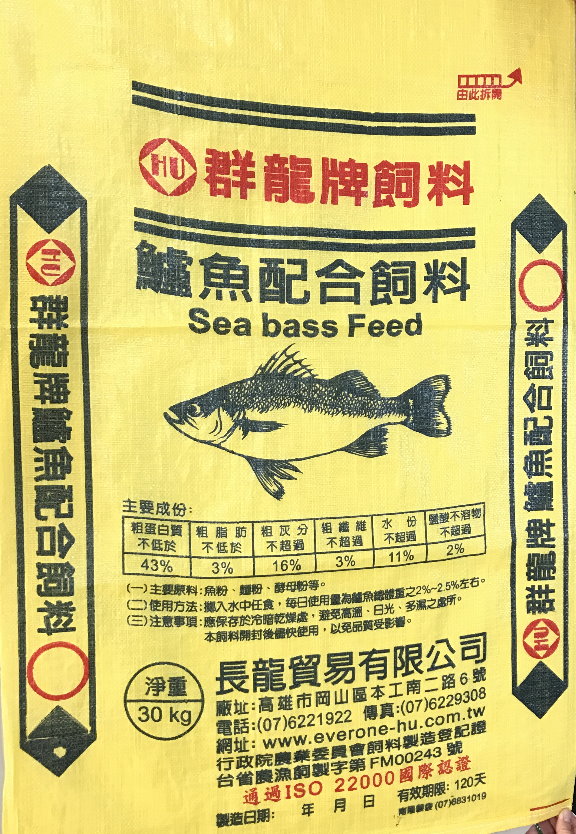 由此拆開
HU 群龍牌飼料
鱸魚配合飼料
Sea bass Feed
HU 群龍牌鱸魚配合飼料
群龍牌 鱸魚配合飼料 HU
主要成份:
粗蛋白質 不低於 粗脂肪 不低於 粗灰分 不超過 粗纖維 不超過 水份 不超過 鹽酸不溶物 不超過
43% 3% 16% 3% 11% 2%
(一)主要原料:魚粉、麵粉、酵母粉等。
(二)使用方法:擲入水中任食,每日使用量為鱸魚總體重之2%~2.5%左右。
(三)注意事項:應保存於冷暗乾燥處,避免高溫、日光、多濕之處所。
本飼料開封後儘快使用,以免品質受影響。
淨重
30 kg
長龍貿易有限公司
廠址:高雄市岡山區本工南二路6號
電話:(07)6221922 傳真:(07)6229308
網址: www.everone-hu.com.tw
行政院農業委員會飼料製造登記證
台省農漁飼製字第FM00243號
通過ISO 22000國際認證
製造日期: 年 月 日 有效期限: 120天
(07)6831019